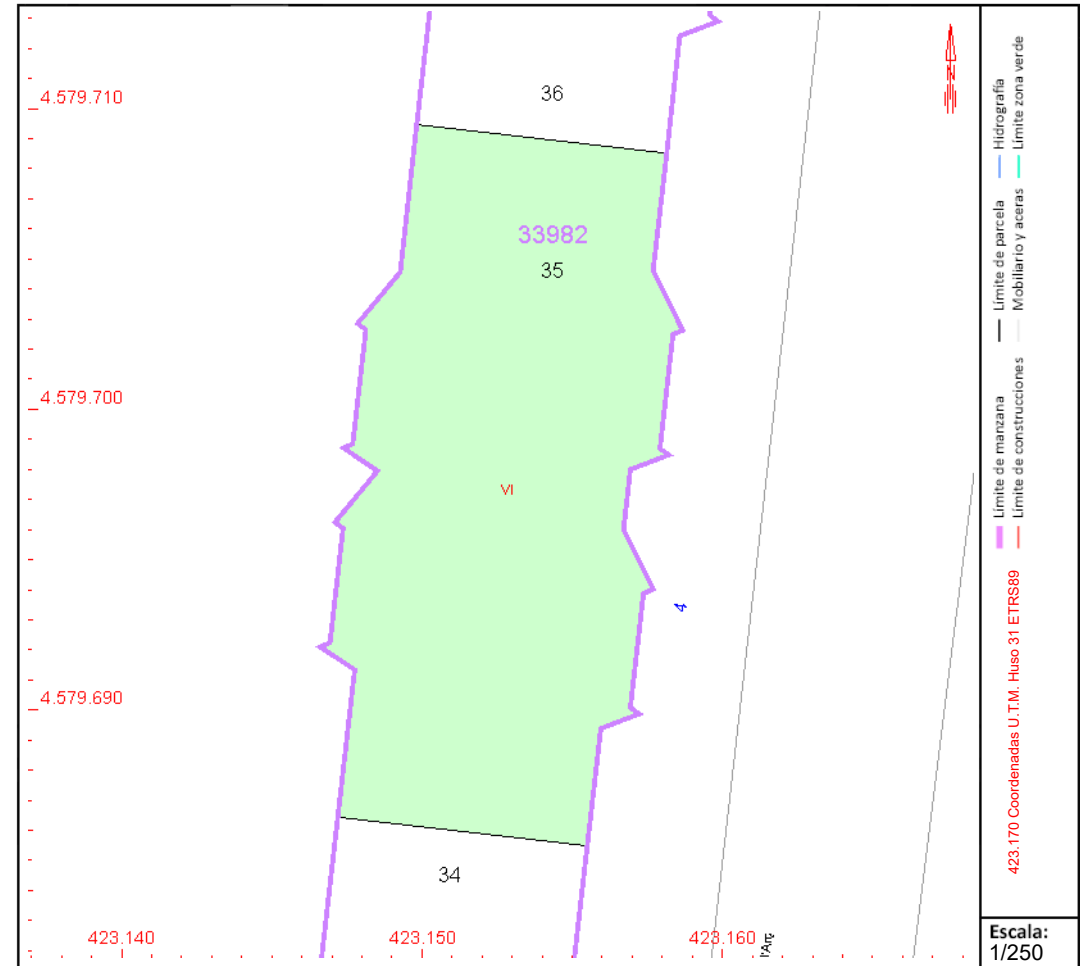 36
4.579.710
33982
35
4.579.700
VI
4
4.579.690
34
423.140
423.150
423.160
N
Hidrografía
Límite zona verde
Límite de parcela
Mobiliario y aceras
Límite de manzana
Límite de construcciones
423.170 Coordenadas U.T.M. Huso 31 ETRS89
Escala:
1/250